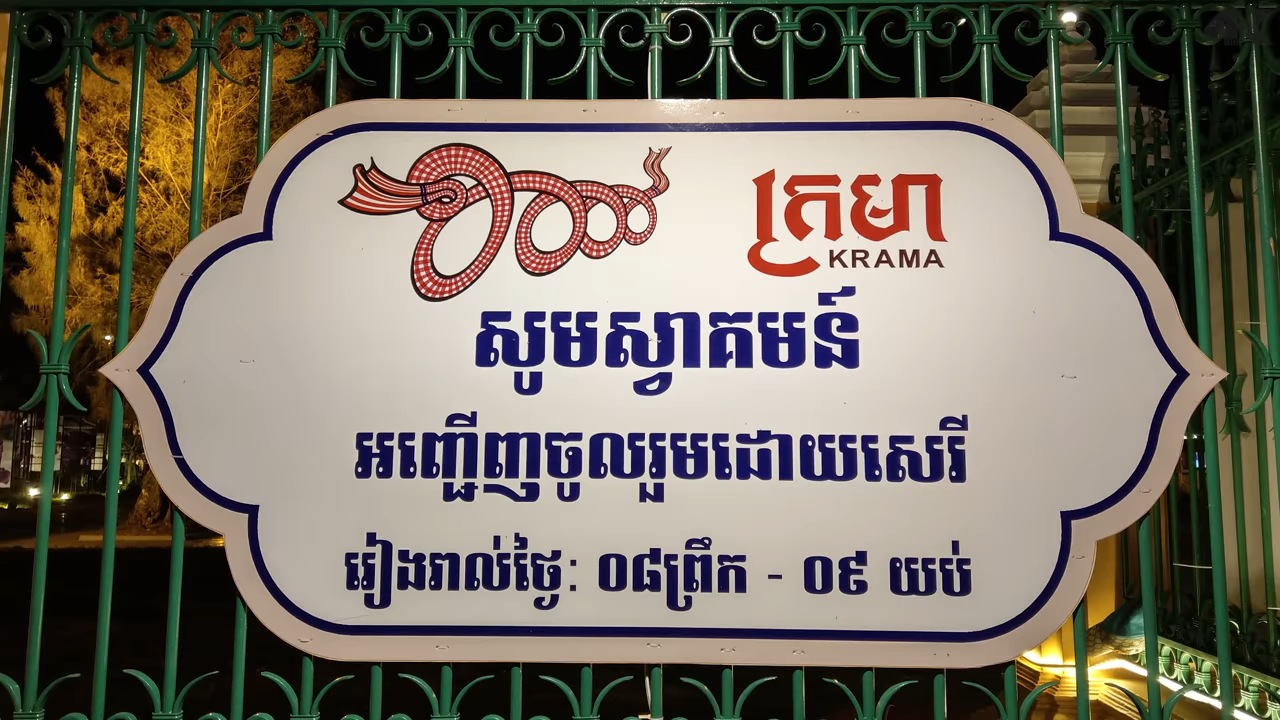 ក្រមា
KRAMA
សូមស្វាគមន៍
អញ្ជើញចូលរួមដោយសេរី
រៀងរាល់ថ្ងៃ: ០៨ព្រឹក - ០៩ យប់